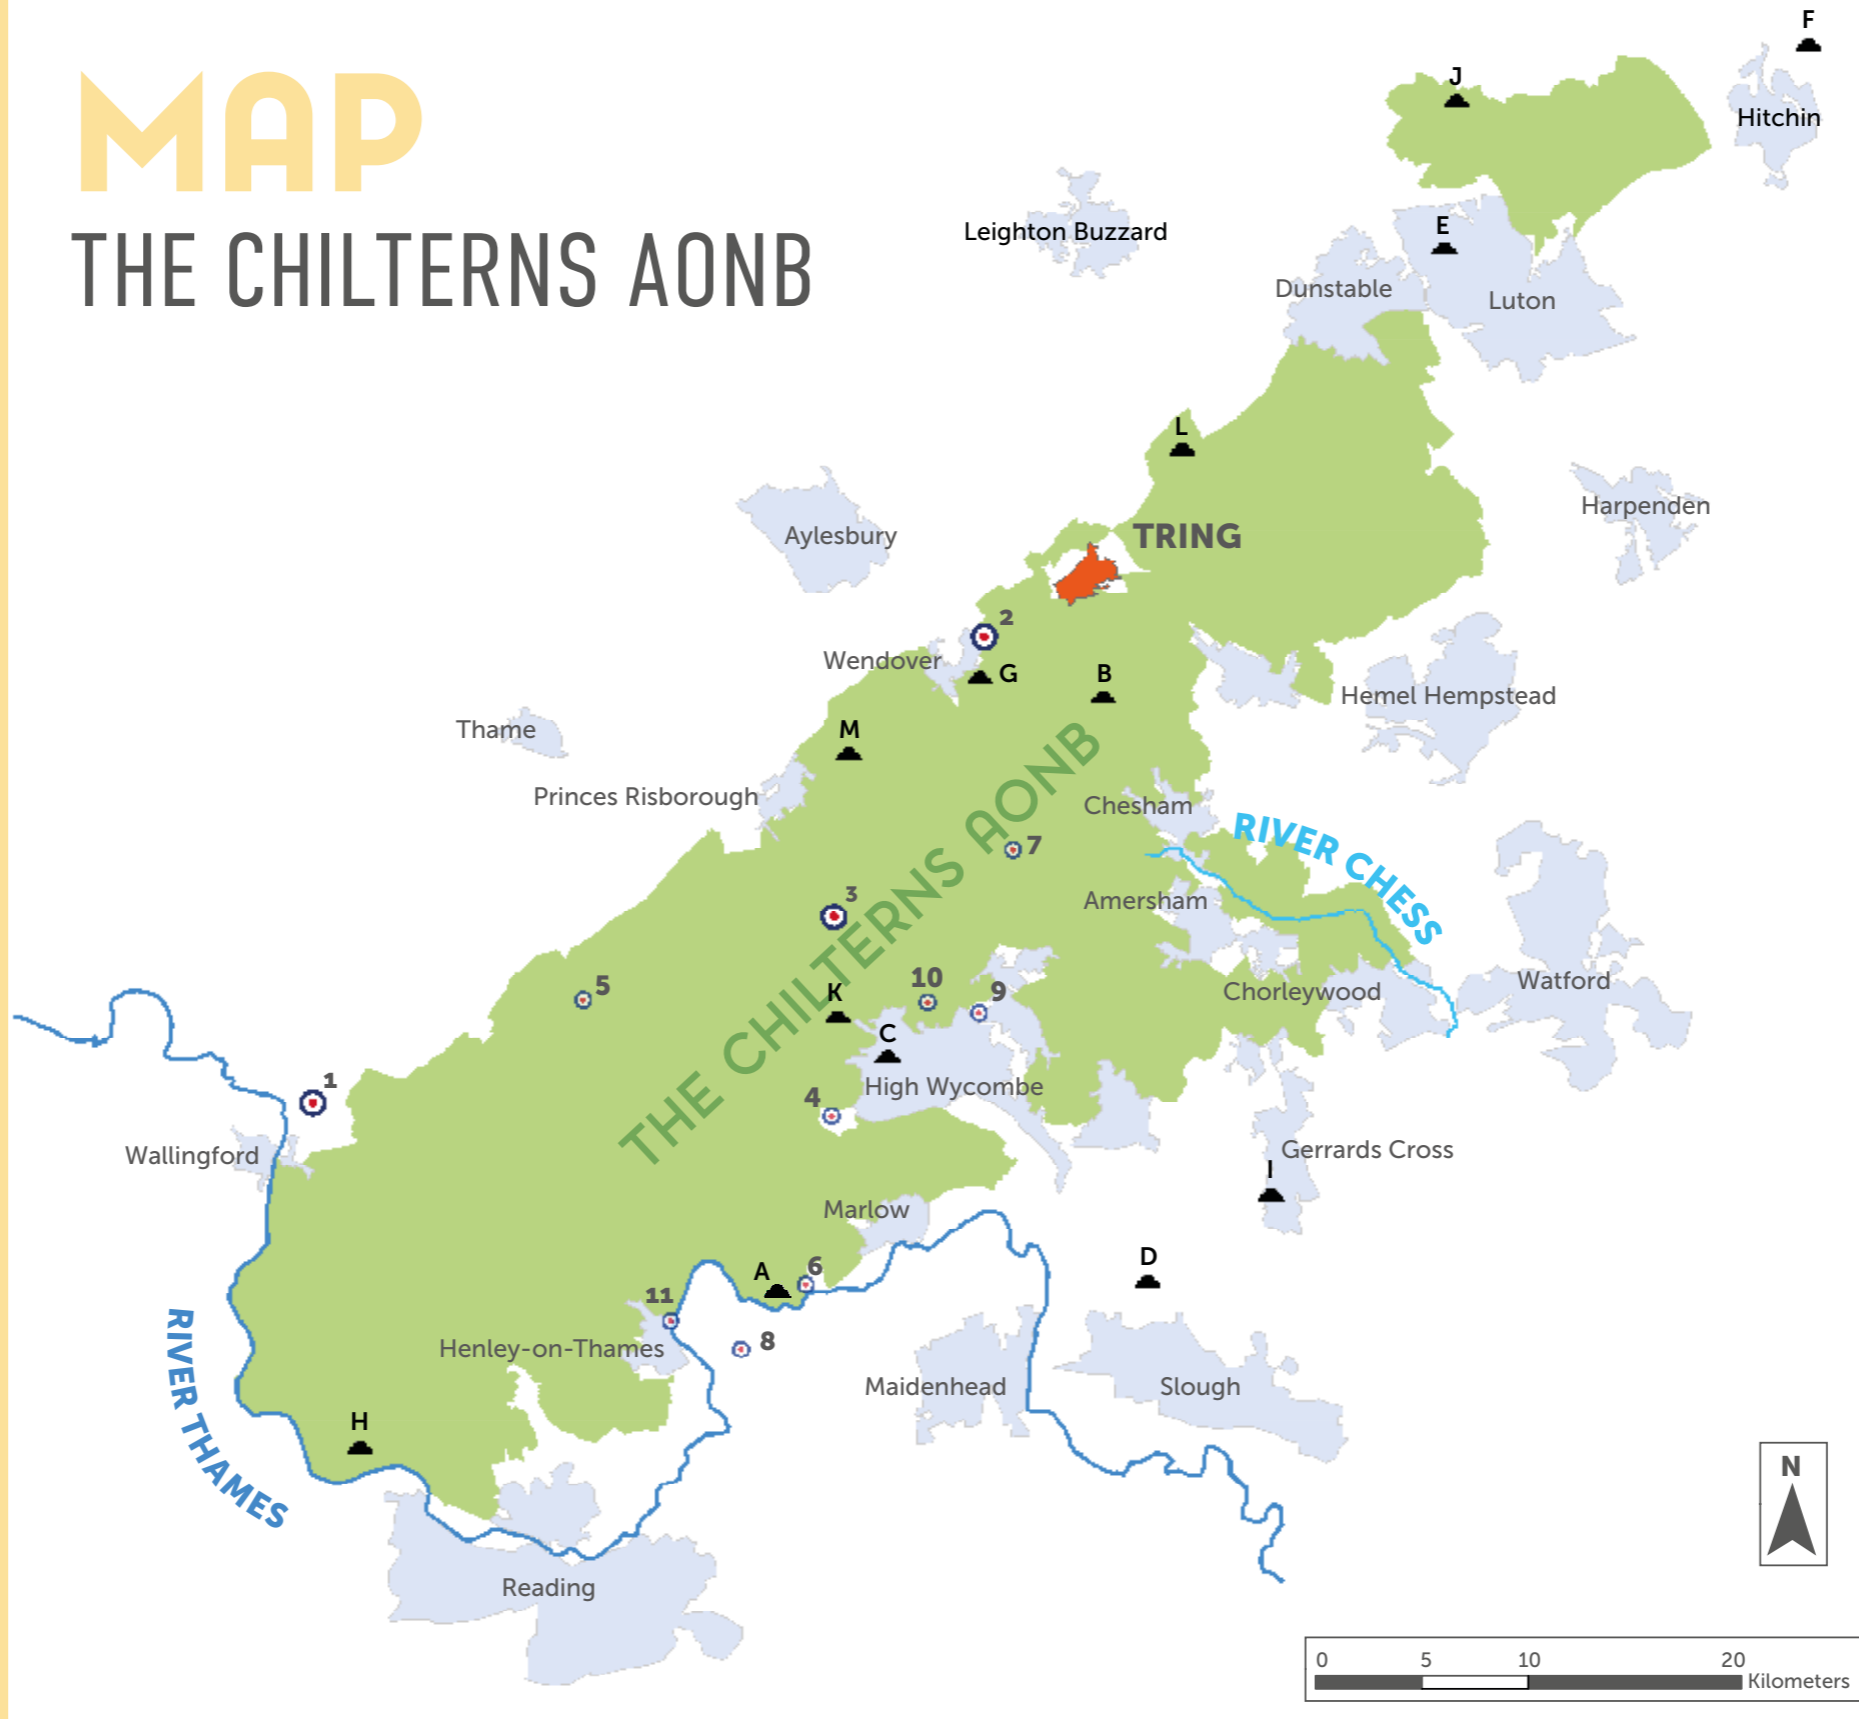 MAP
THE CHILTERNS AONB
F
J
Hitchin
Leighton Buzzard
E
Dunstable
Luton
L
Harpenden
Aylesbury
TRING
2
Wendover
G
B
Hemel Hempstead
Thame
M
Princes Risborough
THE CHILTERNS AONB
Chesham
RIVER CHESS
7
3
Amersham
5
10
9
K
Chorleywood
Watford
C
1
4
High Wycombe
Wallingford
Gerrards Cross
I
Marlow
D
A
6
11
8
Henley-on-Thames
Maidenhead
Slough
RIVER THAMES
H
N
Reading
0 5 10 20
Kilometers